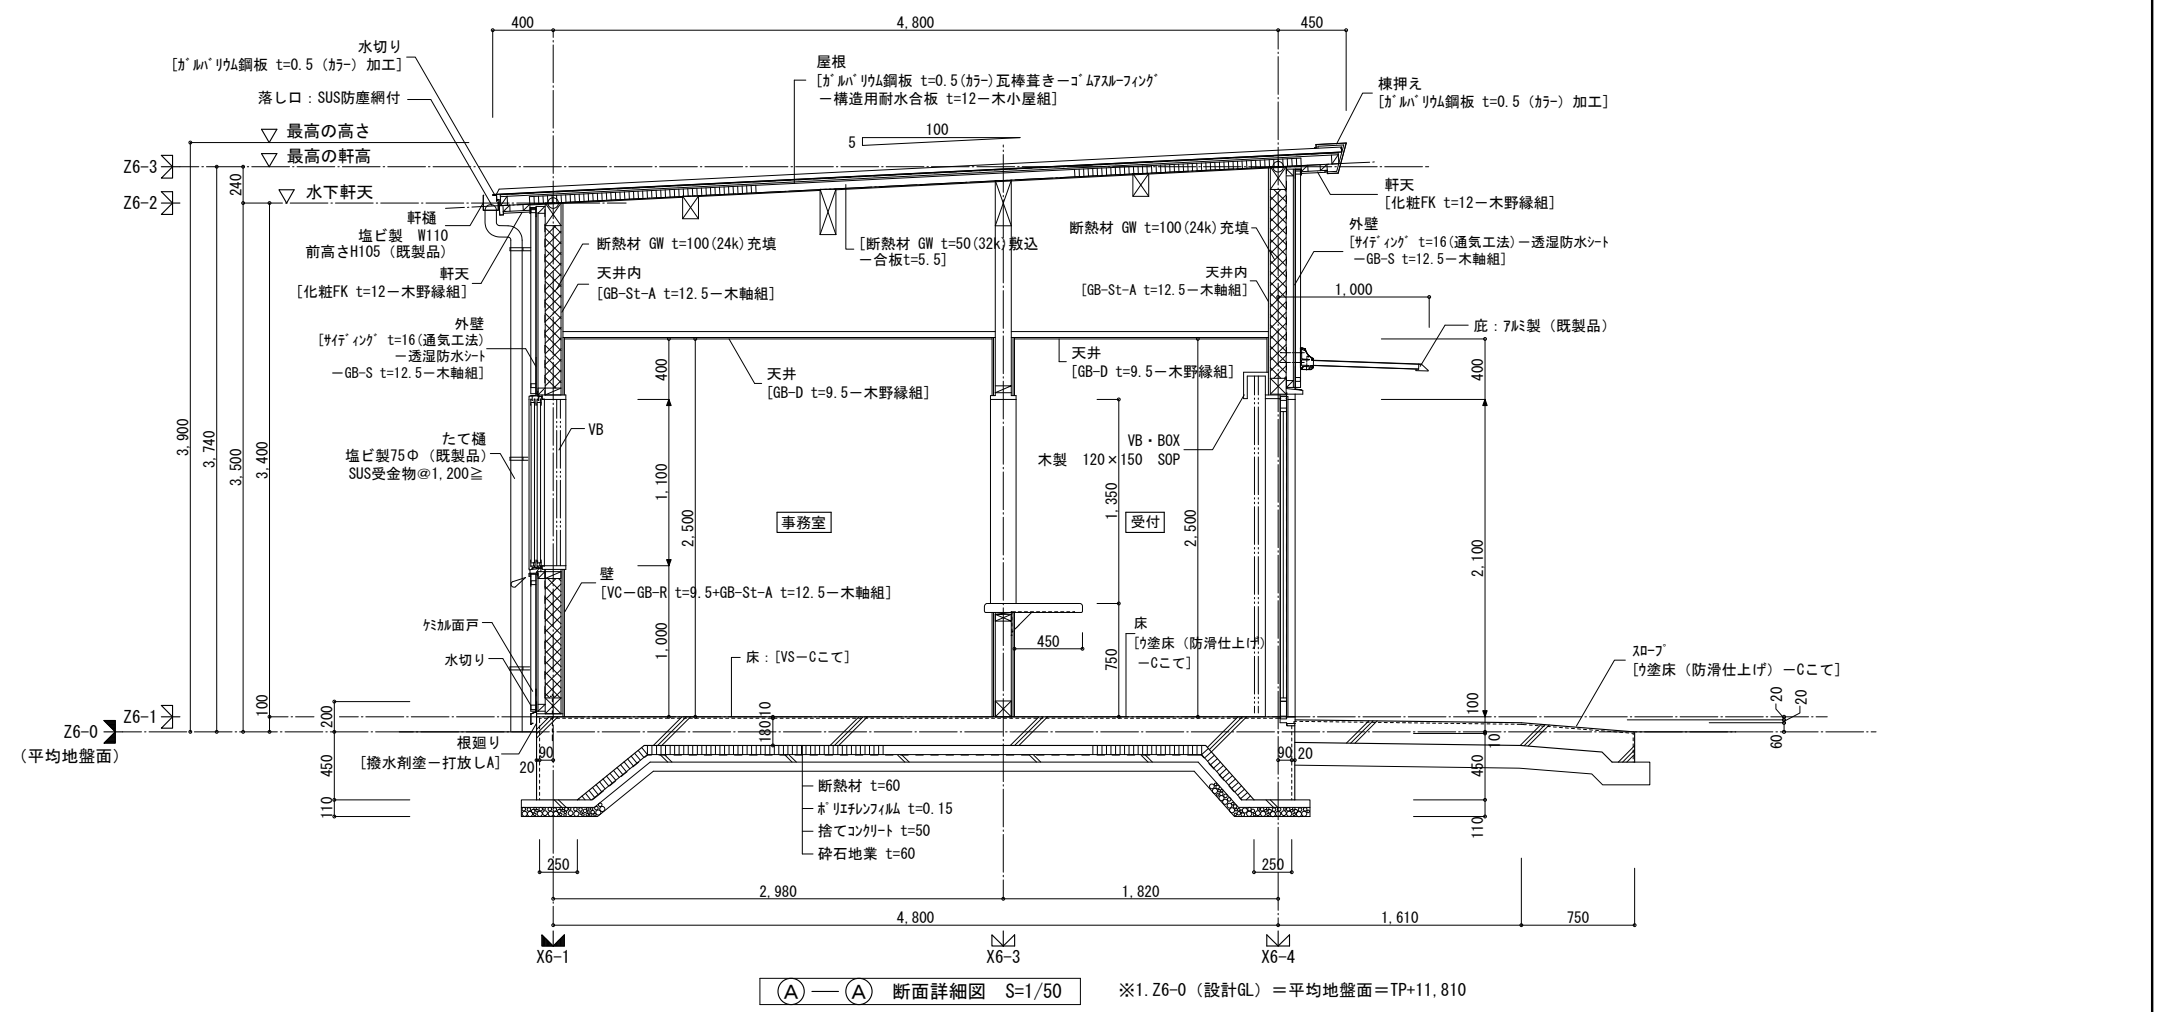 400
4,800
450
水切り
[ｶﾞﾙﾊﾞﾘｳﾑ鋼板 t=0.5 (ｶﾗｰ) 加工]
落し口：SUS防塵網付
屋根
[ｶﾞﾙﾊﾞﾘｳﾑ鋼板 t=0.5(ｶﾗｰ)瓦棒葺きーｺﾞﾑｱｽﾙｰﾌｨﾝｸﾞ
ー構造用耐水合板 t=12ー木小屋組]
棟押え
[ｶﾞﾙﾊﾞﾘｳﾑ鋼板 t=0.5 (ｶﾗｰ) 加工]
100
5
最高の高さ
最高の軒高
水下軒天
Z6-3
Z6-2
240
軒樋
塩ビ製 W110
前高さH105 (既製品)
軒天
[化粧FK t=12ー木野縁組]
断熱材 GW t=100(24k)充填
天井内
[GB-St-A t=12.5ー木軸組]
[断熱材 GW t=50(32k)敷込
ー合板t=5.5]
断熱材 GW t=100(24k)充填
天井内
[GB-St-A t=12.5ー木軸組]
軒天
[化粧FK t=12ー木野縁組]
外壁
[ｻｲﾃﾞｨﾝｸﾞ t=16(通気工法)ー透湿防水ｼｰﾄ
ーGB-S t=12.5ー木軸組]
1,000
庇：ｱﾙﾐ製 (既製品)
外壁
[ｻｲﾃﾞｨﾝｸﾞ t=16(通気工法)
ー透湿防水ｼｰﾄ
ーGB-S t=12.5ー木軸組]
天井
[GB-D t=9.5ー木野縁組]
天井
[GB-D t=9.5ー木野縁組]
400
400
3,900
3,740
3,500
3,400
たて樋
塩ビ製75Φ (既製品)
SUS受金物@1,200≧
VB
VB・BOX
木製 120×150 SOP
1,100
2,500
1,350
2,500
2,100
事務室
受付
壁
[VCーGB-R t=9.5+GB-St-A t=12.5ー木軸組]
ｹﾐｶﾙ面戸
水切り
1,000
床：[VSーCこて]
450
750
床
[ｳ塗床 (防滑仕上げ)
ーCこて]
ｽﾛｰﾌﾟ
[ｳ塗床 (防滑仕上げ) ーCこて]
100
200
100
20
20
60
Z6-1
Z6-0
(平均地盤面)
根廻り
[撥水剤塗ー打放しA]
20
90
180
10
90
20
10
450
110
450
110
断熱材 t=60
ﾎﾟﾘｴﾁﾚﾝﾌｨﾙﾑ t=0.15
捨てｺﾝｸﾘｰﾄ t=50
砕石地業 t=60
250
250
2,980
1,820
4,800
1,610
750
X6-1
X6-3
X6-4
A — A 断面詳細図 S=1/50
※1.Z6-0 (設計GL) ＝平均地盤面＝TP+11,810